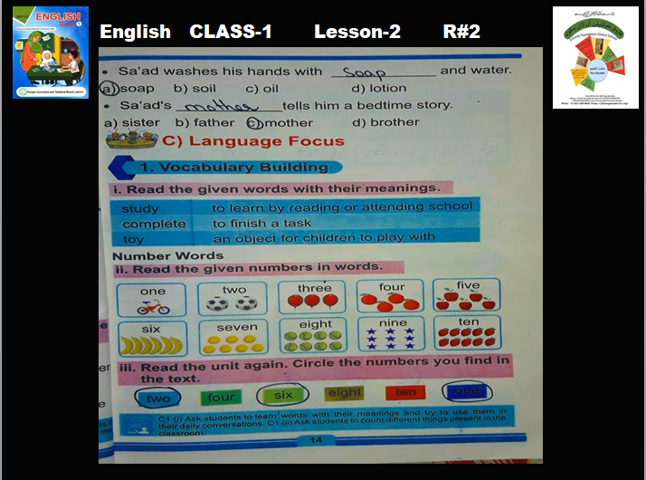 English CLASS-1 Lesson-2 R#2
ENGLISH
• Sa'ad washes his hands with soap and water.
a) soap b) soil c) oil d) lotion
• Sa'ad's mother tells him a bedtime story.
a) sister b) father c) mother d) brother
C) Language Focus
1. Vocabulary Building
i. Read the given words with their meanings.
study to learn by reading or attending school
complete to finish a task
toy an object for children to play with
Number Words
ii. Read the given numbers in words.
one two three four five
six seven eight nine ten
iii. Read the unit again. Circle the numbers you find in
the text.
two four six eight ten one
C1 (i) Ask students to learn words with their meanings and try to use them in
their daily conversations. C1 (ii) Ask students to count different things present in the
classroom.
14